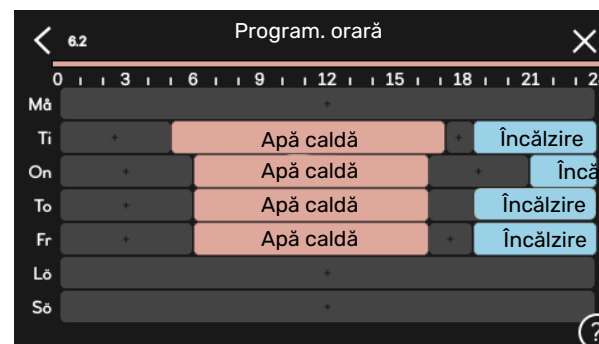 6.2 Program. orară
0 3 6 9 12 15 18 21 2
Må + 
Ti + Apă caldă + Încălzire
On + Apă caldă + Încă
To + Apă caldă Încălzire
Fr + Apă caldă + Încălzire
Lö +
Sö +
?